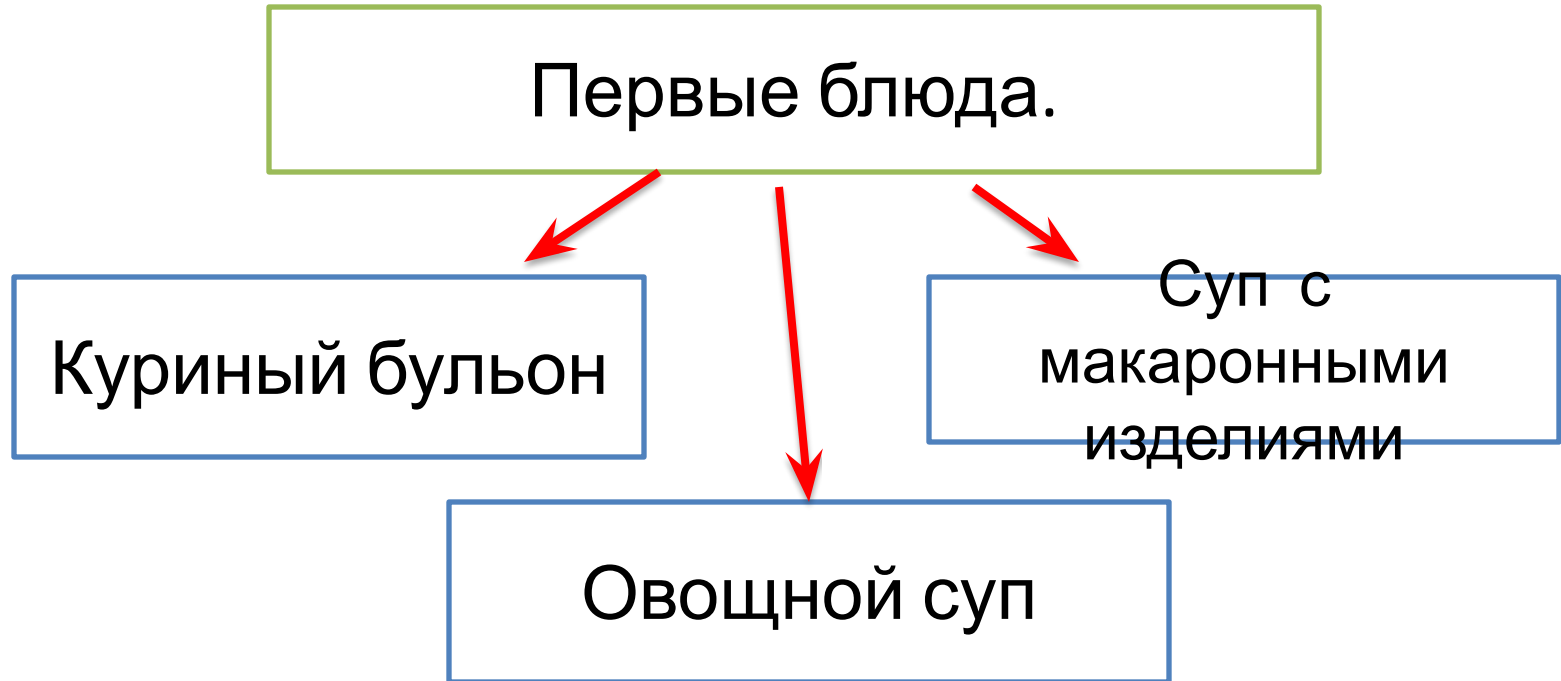 Первые блюда.
Куриный бульон
Суп с
макаронными
изделиями
Овощной суп